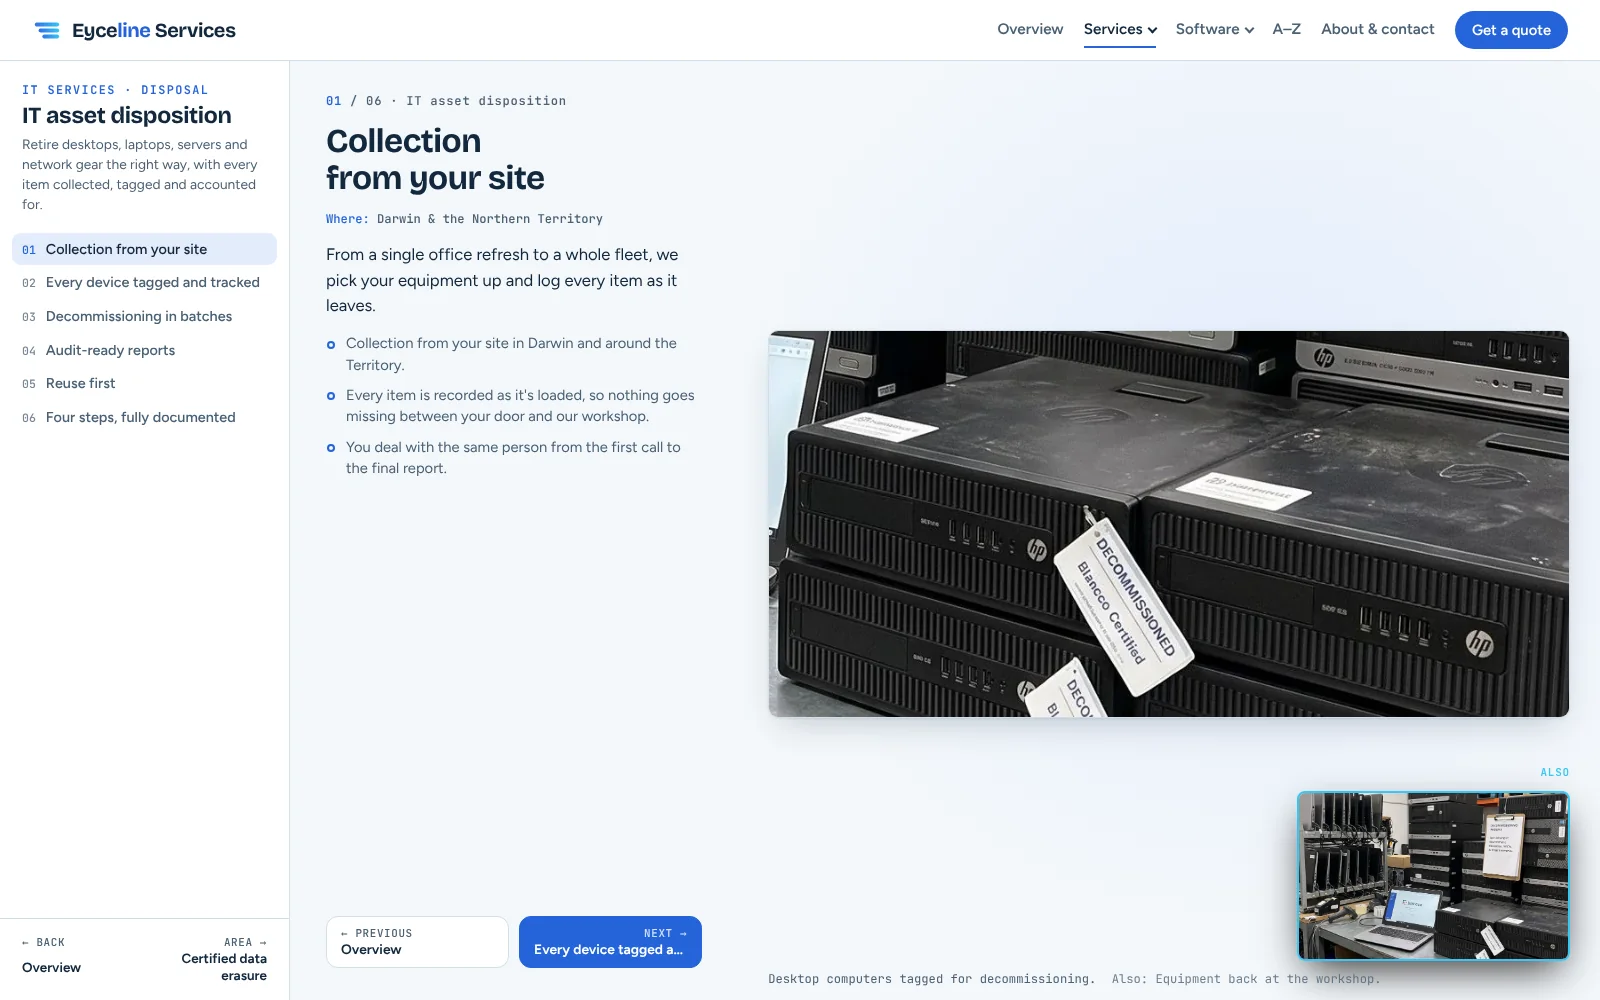 Eyceline Services
Overview
Services
Software
A–Z
About & contact
Get a quote
IT SERVICES · DISPOSAL
IT asset disposition
Retire desktops, laptops, servers and
network gear the right way, with every
item collected, tagged and accounted
for.
01 Collection from your site
02 Every device tagged and tracked
03 Decommissioning in batches
04 Audit-ready reports
05 Reuse first
06 Four steps, fully documented
← BACK
Overview
AREA →
Certified data
erasure
01 / 06 · IT asset disposition
Collection
from your site
Where: Darwin & the Northern Territory
From a single office refresh to a whole fleet, we
pick your equipment up and log every item as it
leaves.
Collection from your site in Darwin and around the
Territory.
Every item is recorded as it's loaded, so nothing goes
missing between your door and our workshop.
You deal with the same person from the first call to
the final report.
← PREVIOUS
Overview
NEXT →
Every device tagged a…
hp
hp
DECOMMISSIONED
Blancco Certified
hp
hp
ALSO
Desktop computers tagged for decommissioning. Also: Equipment back at the workshop.